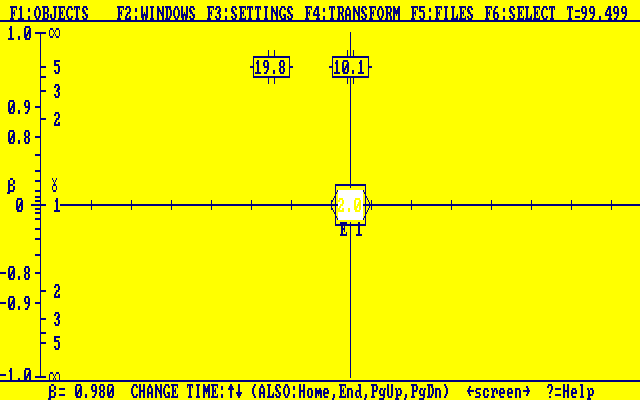 F1:OBJECTS F2:WINDOWS F3:SETTINGS F4:TRANSFORM F5:FILES F6:SELECT T=99.499
1.0 ∞
5 19.8 10.1
3
0.9
2
0.8
β γ
0 1 2.0
E 1
-0.8
2
-0.9
3
5
-1.0 ∞
β= 0.980 CHANGE TIME:↑↓ (ALSO:Home,End,PgUp,PgDn) ←screen→ ?=Help